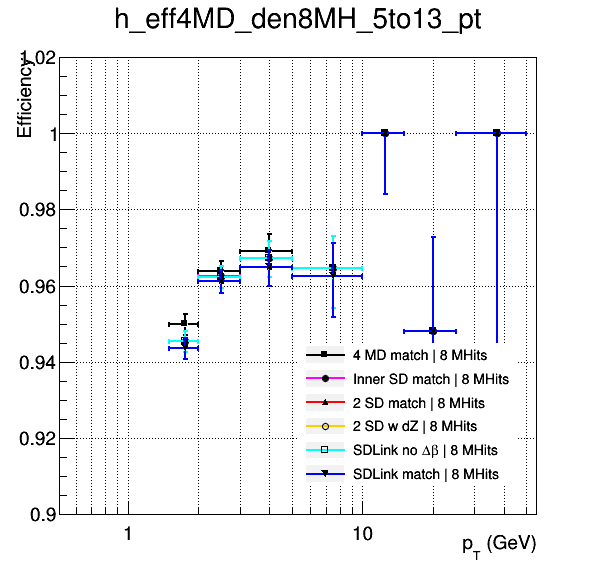 h_eff4MD_den8MH_5to13_pt
Efficiency
1.02
1
0.98
0.96
0.94
0.92
0.9
4 MD match | 8 MHits
Inner SD match | 8 MHits
2 SD match | 8 MHits
2 SD w dZ | 8 MHits
SDLink no Δβ | 8 MHits
SDLink match | 8 MHits
1
10
p_T (GeV)